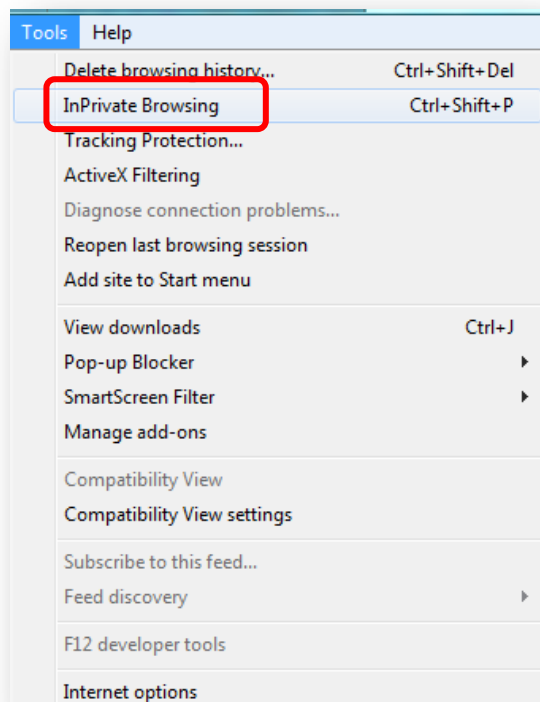 Tools Help
Delete browsing history... Ctrl+Shift+Del
InPrivate Browsing Ctrl+Shift+P
Tracking Protection...
ActiveX Filtering
Diagnose connection problems...
Reopen last browsing session
Add site to Start menu
View downloads Ctrl+J
Pop-up Blocker
SmartScreen Filter
Manage add-ons
Compatibility View
Compatibility View settings
Subscribe to this feed...
Feed discovery
F12 developer tools
Internet options